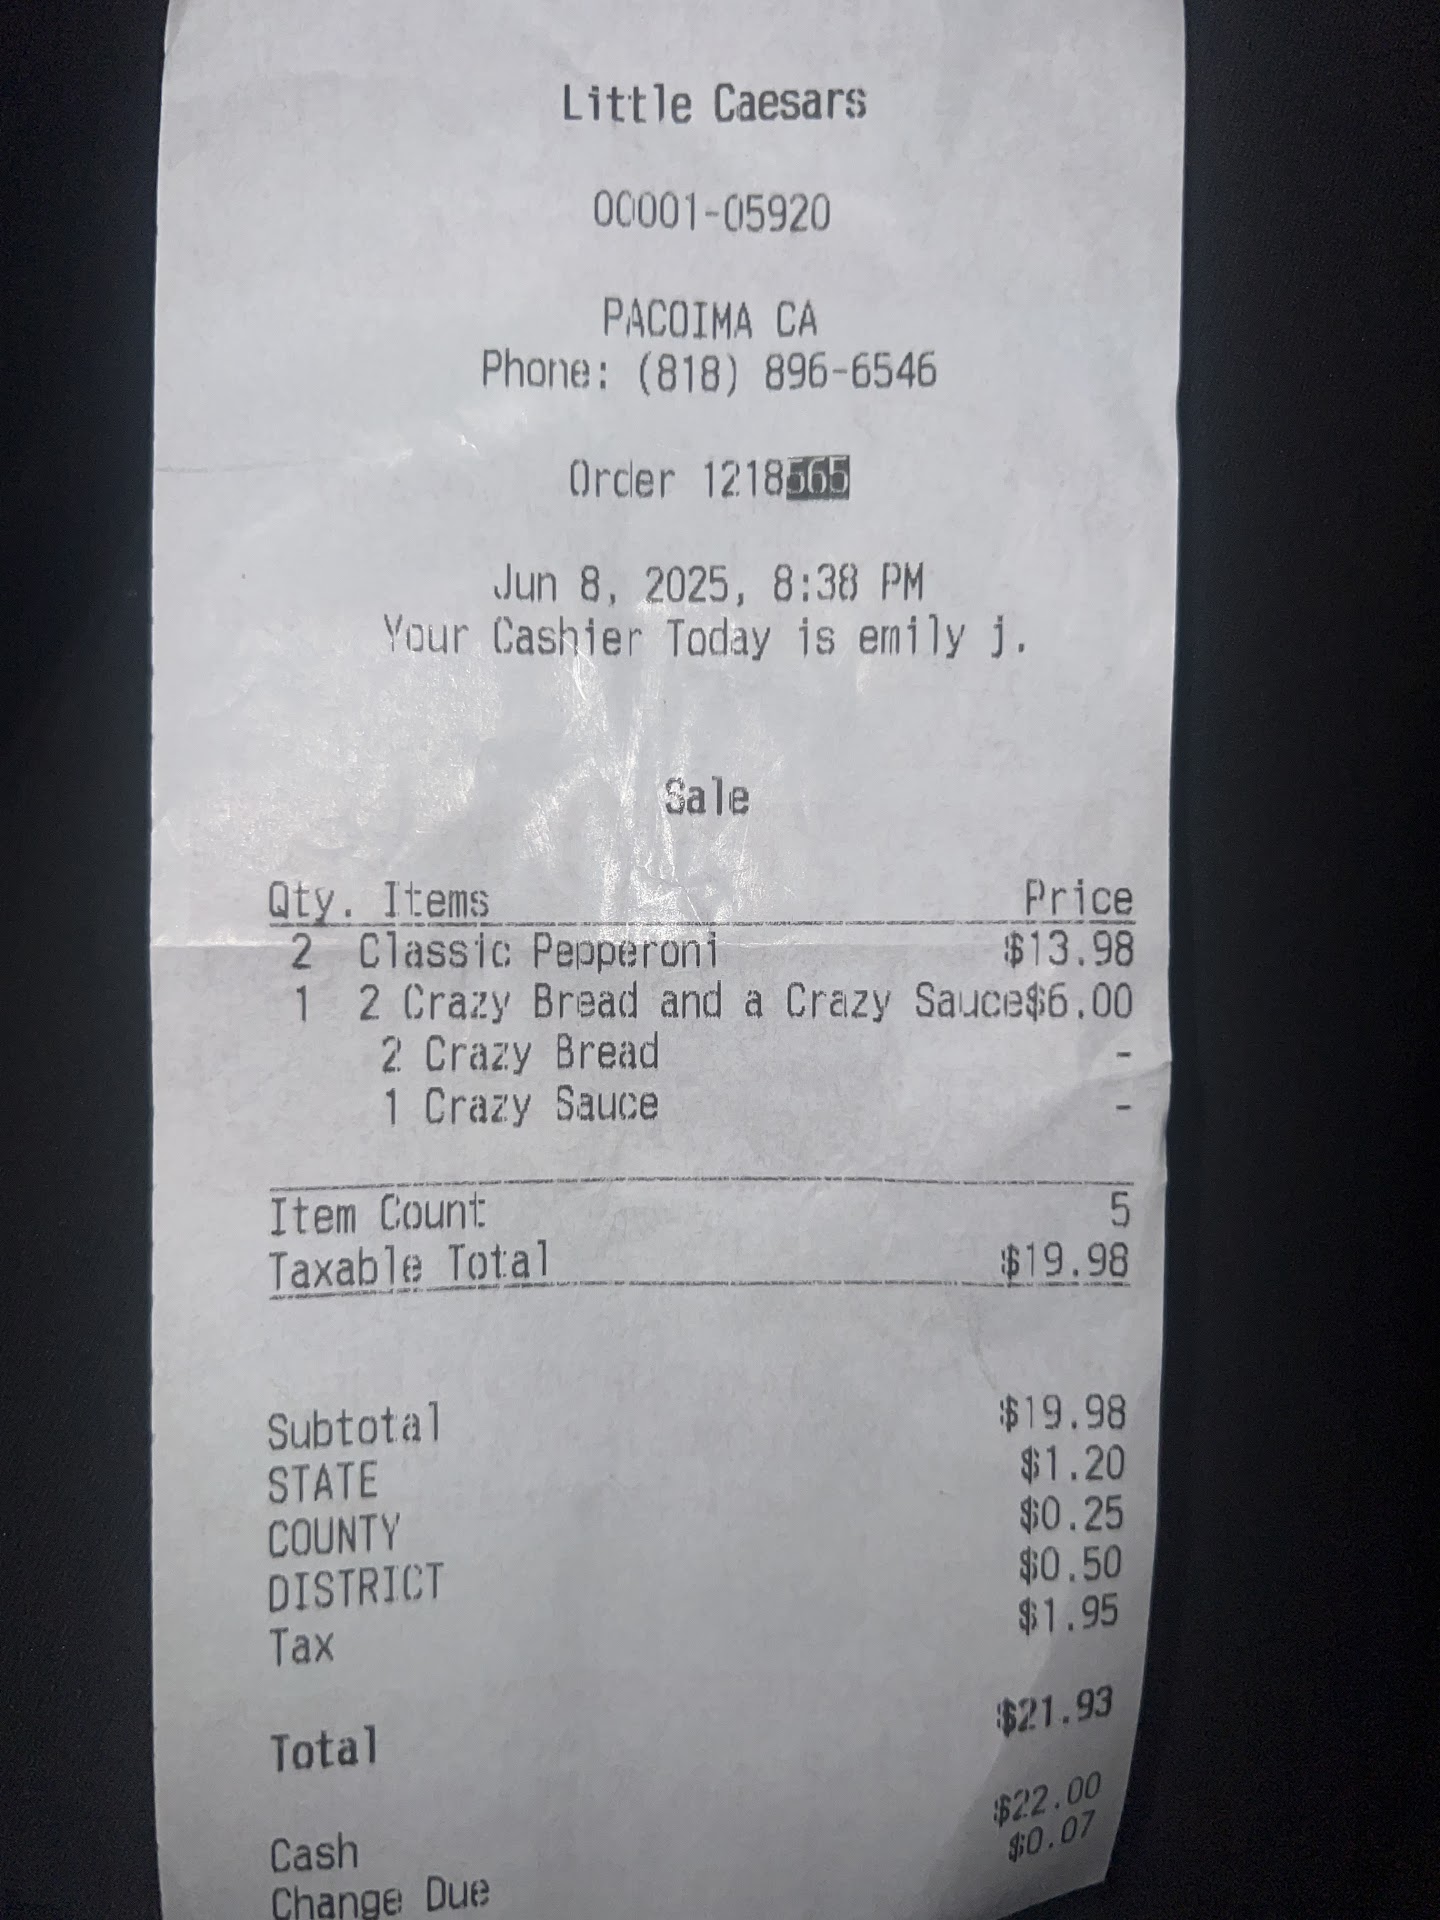 Little Caesars
00001-05920
PACOIMA CA
Phone: (818) 896-6546
Order 1218565
Jun 8, 2025, 8:38 PM
Your Cashier Today is emily j.
Sale
Qty. Items Price
2 Classic Pepperoni $13.98
1 2 Crazy Bread and a Crazy Sauce$6.00
2 Crazy Bread -
1 Crazy Sauce -
Item Count 5
Taxable Total $19.98
Subtotal $19.98
STATE $1.20
COUNTY $0.25
DISTRICT $0.50
Tax $1.95
Total $21.93
Cash $22.00
Change Due $0.07